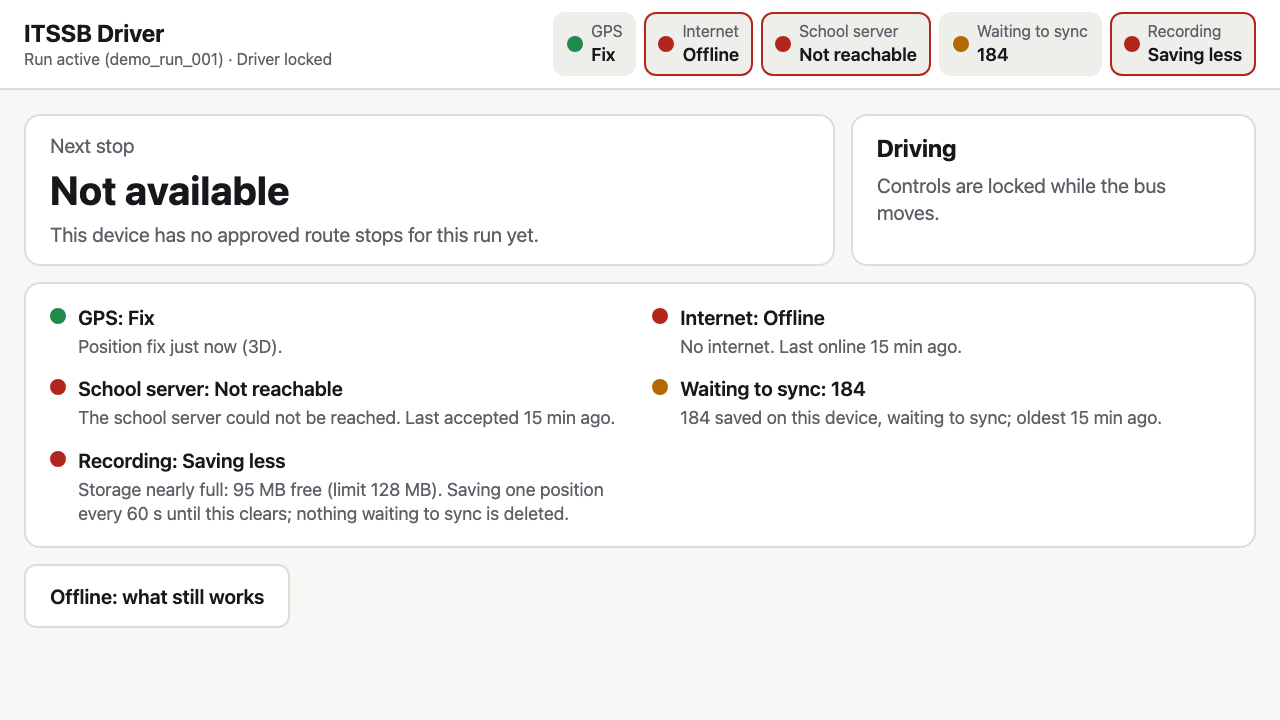 ITSSB Driver
Run active (demo_run_001) · Driver locked
GPS
Fix
Internet
Offline
School server
Not reachable
Waiting to sync
184
Recording
Saving less
Next stop
Not available
This device has no approved route stops for this run yet.
Driving
Controls are locked while the bus
moves.
GPS: Fix
Position fix just now (3D).
Internet: Offline
No internet. Last online 15 min ago.
School server: Not reachable
The school server could not be reached. Last accepted 15 min ago.
Waiting to sync: 184
184 saved on this device, waiting to sync; oldest 15 min ago.
Recording: Saving less
Storage nearly full: 95 MB free (limit 128 MB). Saving one position
every 60 s until this clears; nothing waiting to sync is deleted.
Offline: what still works